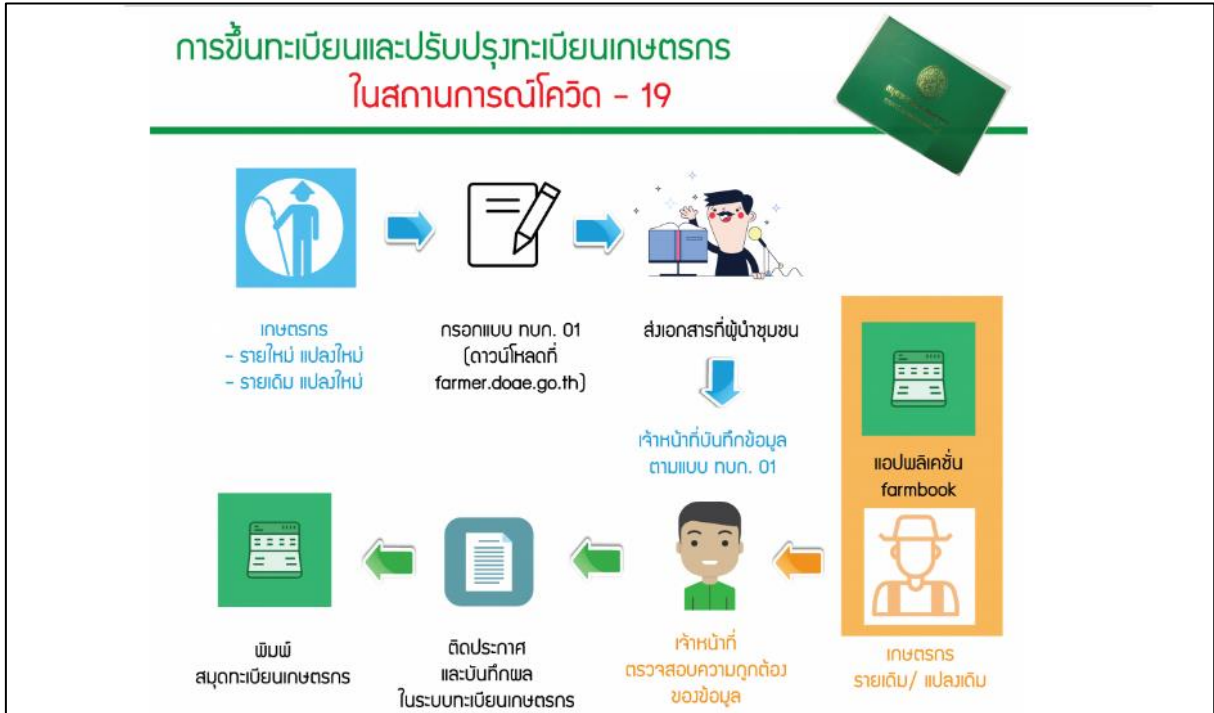 การขึ้นทะเบียนและปรับปรุงทะเบียนเกษตรกร
ในสถานการณ์โควิด - 19
เกษตรกร
- รายใหม่ แปลงใหม่
- รายเดิม แปลงใหม่
กรอกแบบ ทบก. 01
(ดาวน์โหลดที่
farmer.doae.go.th)
ส่งเอกสารที่ผู้นำชุมชน
เจ้าหน้าที่บันทึกข้อมูล
ตามแบบ ทบก. 01
แอปพลิเคชั่น
farmbook
เกษตรกร
รายเดิม/ แปลงเดิม
เจ้าหน้าที่
ตรวจสอบความถูกต้อง
ของข้อมูล
ติดประกาศ
และบันทึกผล
ในระบบทะเบียนเกษตรกร
พิมพ์
สมุดทะเบียนเกษตรกร